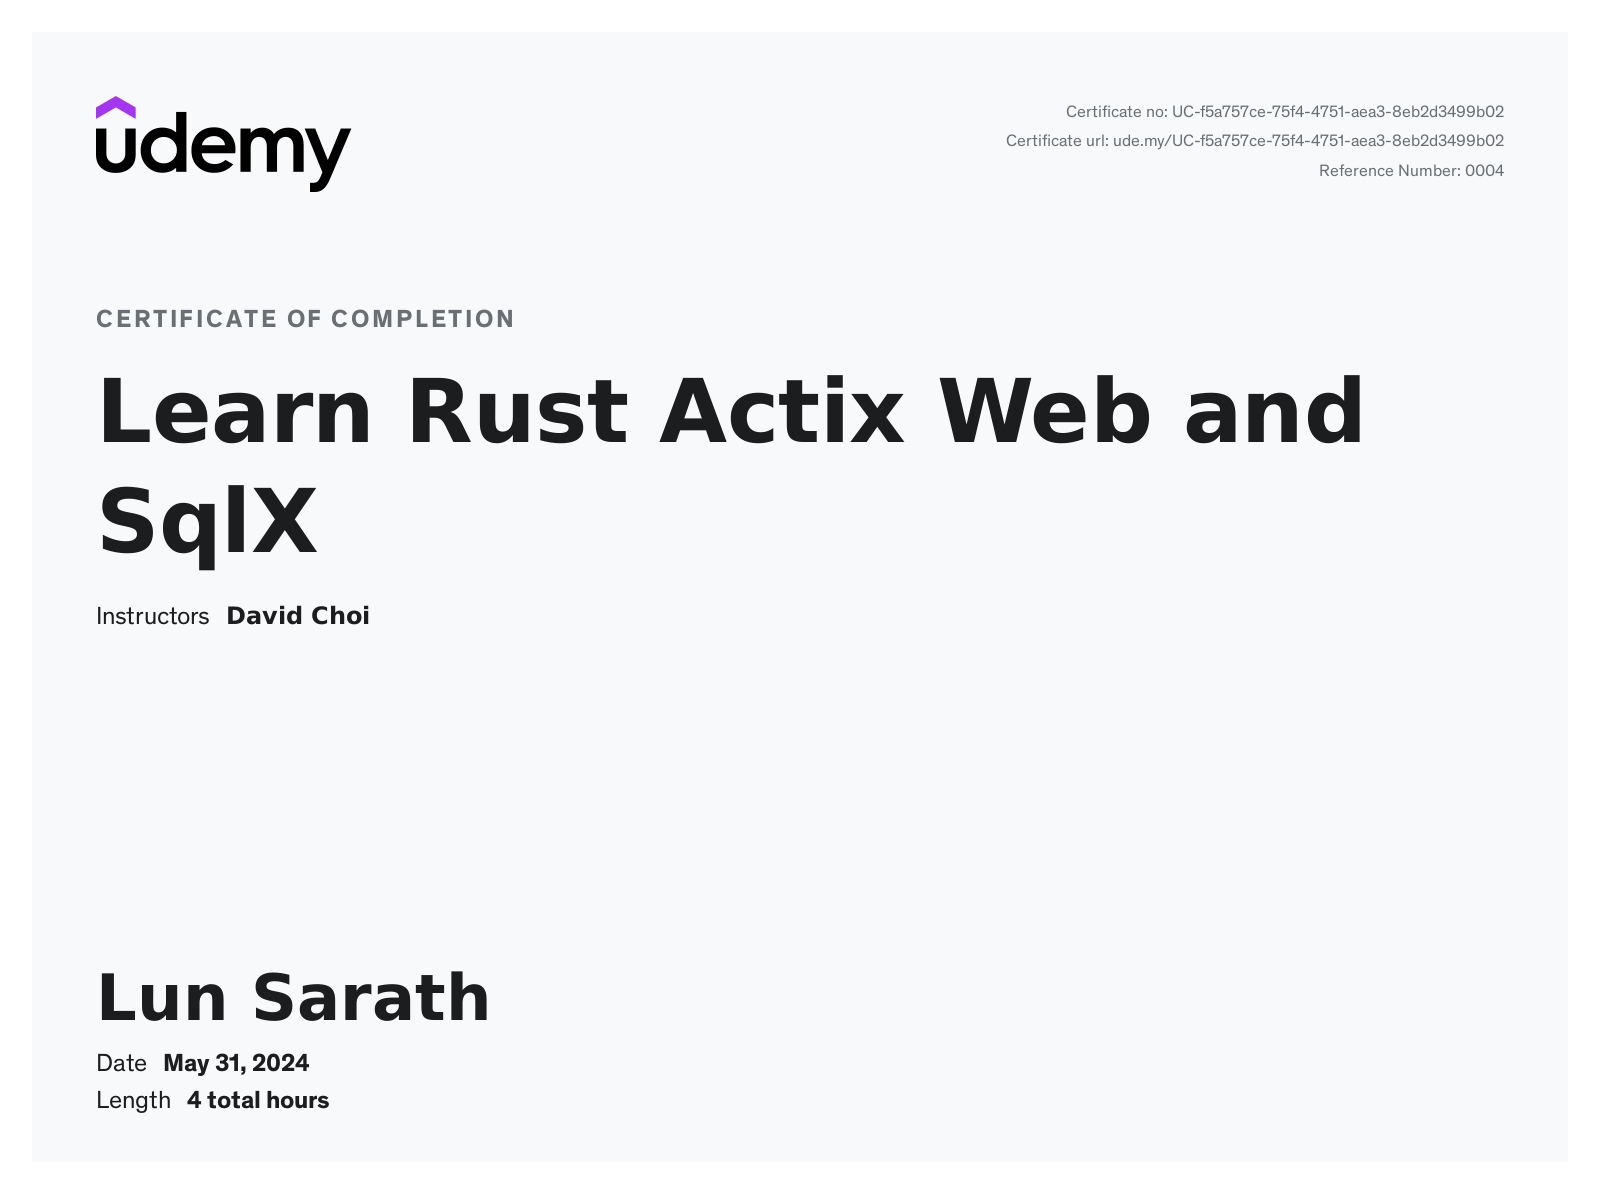 udemy
Certificate no: UC-f5a757ce-75f4-4751-aea3-8eb2d3499b02
Certificate url: ude.my/UC-f5a757ce-75f4-4751-aea3-8eb2d3499b02
Reference Number: 0004
CERTIFICATE OF COMPLETION
Learn Rust Actix Web and
SqlX
Instructors David Choi
Lun Sarath
Date May 31, 2024
Length 4 total hours